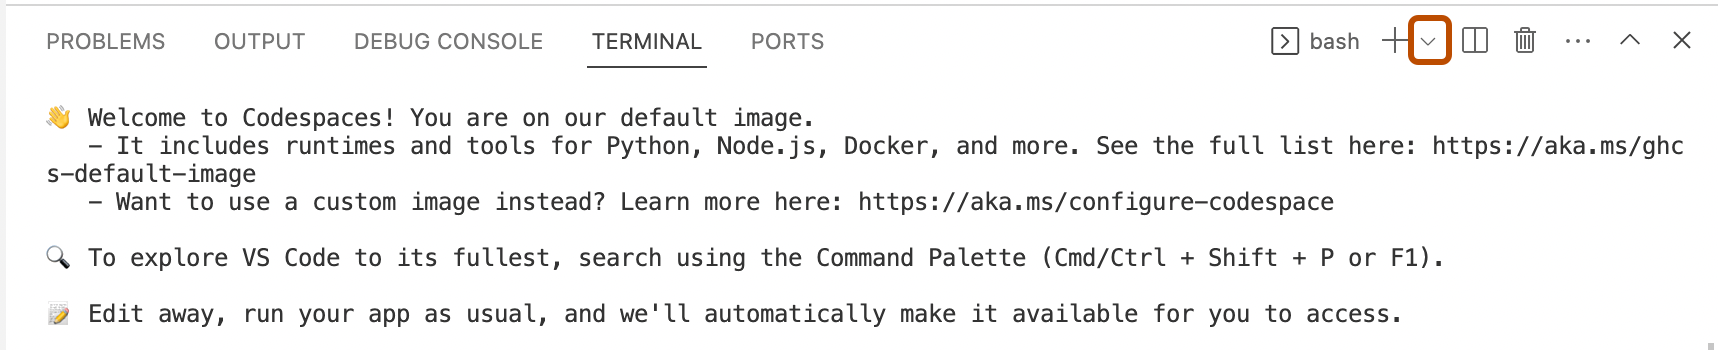 PROBLEMS OUTPUT DEBUG CONSOLE TERMINAL PORTS bash
👋 Welcome to Codespaces! You are on our default image.
- It includes runtimes and tools for Python, Node.js, Docker, and more. See the full list here: https://aka.ms/ghc
s-default-image
- Want to use a custom image instead? Learn more here: https://aka.ms/configure-codespace
🔍 To explore VS Code to its fullest, search using the Command Palette (Cmd/Ctrl + Shift + P or F1).
📝 Edit away, run your app as usual, and we'll automatically make it available for you to access.